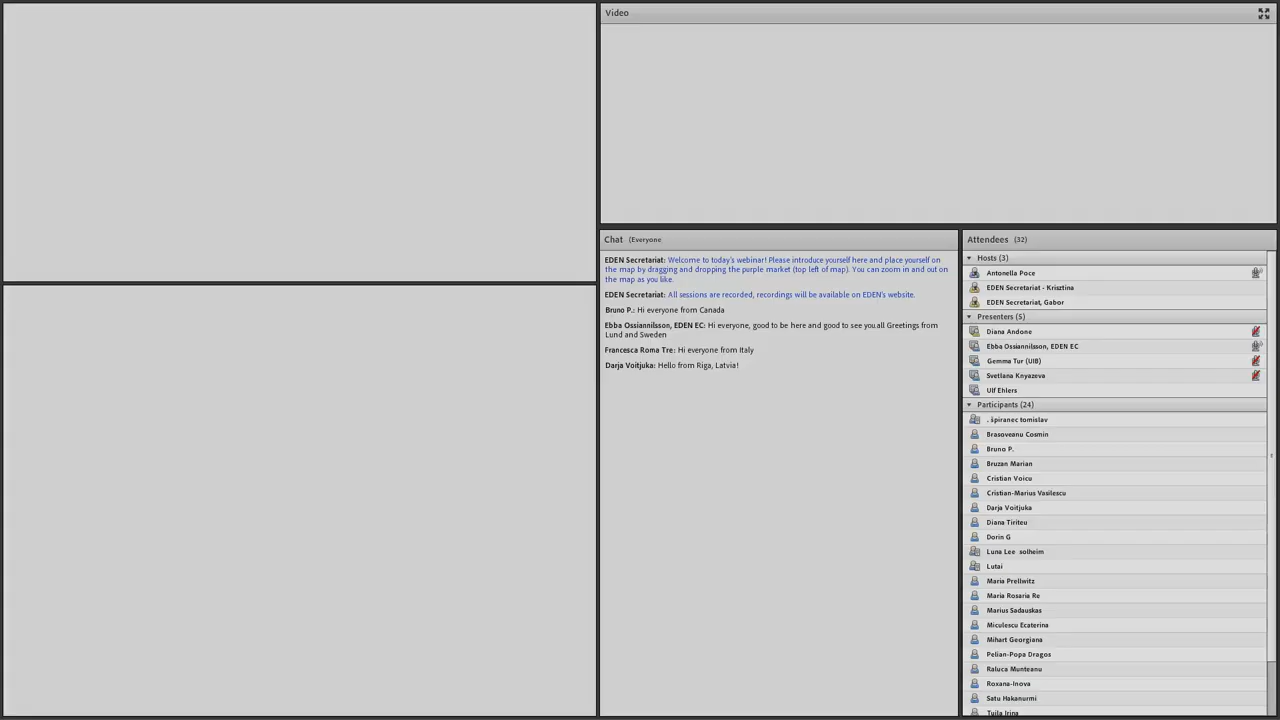 Video
Chat (Everyone
EDEN Secretariat: Welcome to today's webinar! Please introduce yourself here and place yourself on
the map by dragging and dropping the purple market (top left of map). You can zoom in and out on
the map as you like.
EDEN Secretariat: All sessions are recorded, recordings will be available on EDEN's website.
Bruno P.: Hi everyone from Canada
Ebba Ossiannilsson, EDEN EC: Hi everyone, good to be here and good to see you.all Greetings from
Lund and Sweden
Francesca Roma Tre: Hi everyone from Italy
Darja Voitjuka: Hello from Riga, Latvia!
Attendees (32)
Hosts (3)
Antonella Poce
EDEN Secretariat - Krisztina
EDEN Secretariat, Gabor
Presenters (5)
Diana Andone
Ebba Ossiannilsson, EDEN EC
Gemma Tur (UIB)
Svetlana Knyazeva
Ulf Ehlers
Participants (24)
. špiranec tomislav
Brasoveanu Cosmin
Bruno P.
Bruzan Marian
Cristian Voicu
Cristian-Marius Vasilescu
Darja Voitjuka
Diana Tiriteu
Dorin G
Luna Lee solheim
Lutai
Maria Prellwitz
Maria Rosaria Re
Marius Sadauskas
Miculescu Ecaterina
Mihart Georgiana
Pelian-Popa Dragos
Raluca Munteanu
Roxana-Inova
Satu Hakanurmi
Tuila Irina